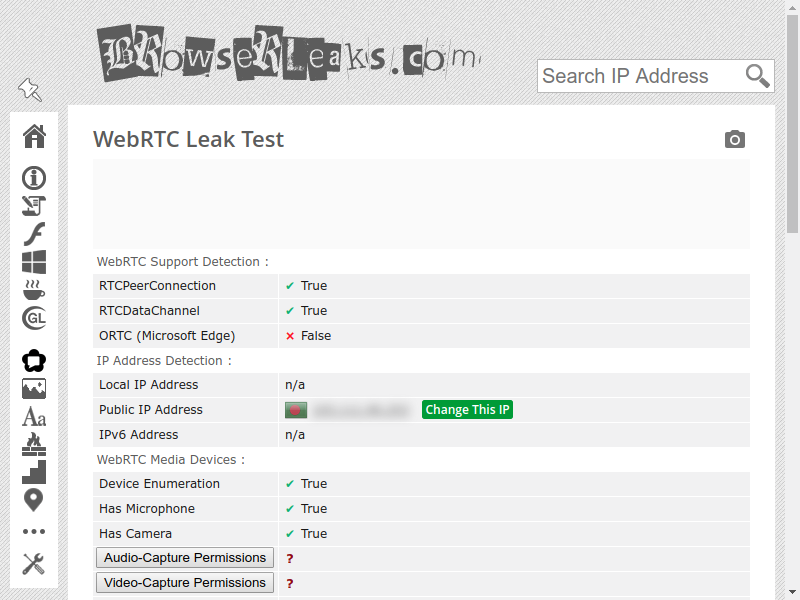 BRowseRLeaks.com
Search IP Address
WebRTC Leak Test
WebRTC Support Detection :
RTCPeerConnection ✔ True
RTCDataChannel ✔ True
ORTC (Microsoft Edge) ✕ False
IP Address Detection :
Local IP Address n/a
Public IP Address Change This IP
IPv6 Address n/a
WebRTC Media Devices :
Device Enumeration ✔ True
Has Microphone ✔ True
Has Camera ✔ True
Audio-Capture Permissions ?
Video-Capture Permissions ?
GL
Aa